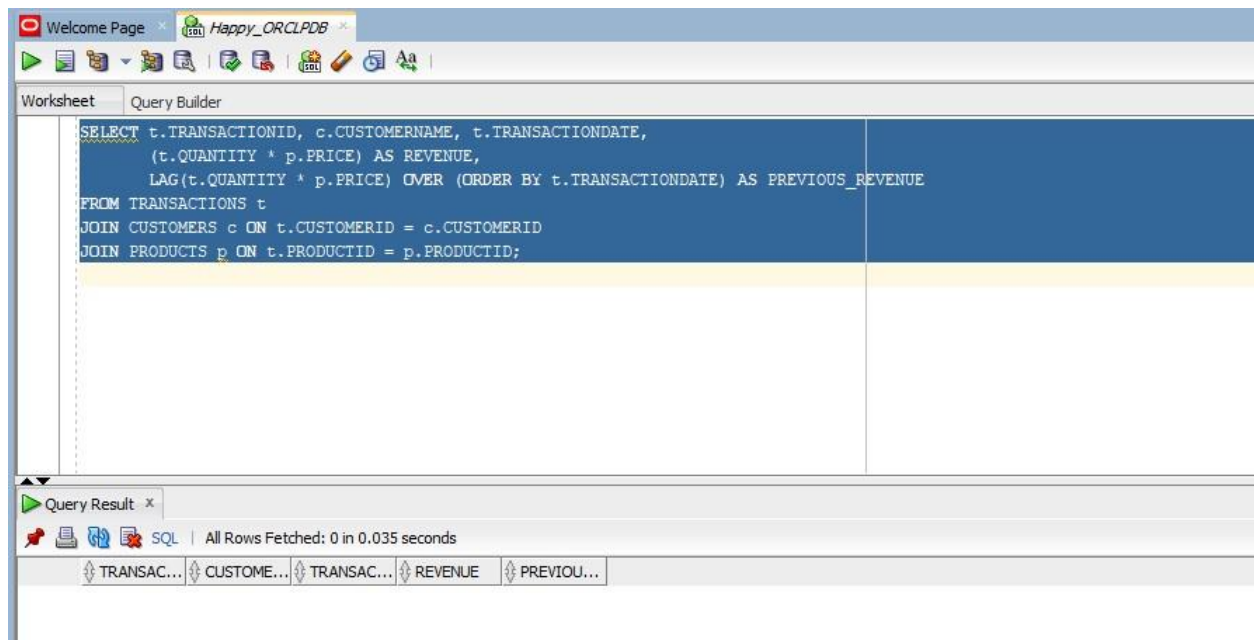 Welcome Page Happy_ORCLPDB
Worksheet Query Builder
SELECT t.TRANSACTIONID, c.CUSTOMERNAME, t.TRANSACTIONDATE,
(t.QUANTITY * p.PRICE) AS REVENUE,
LAG(t.QUANTITY * p.PRICE) OVER (ORDER BY t.TRANSACTIONDATE) AS PREVIOUS_REVENUE
FROM TRANSACTIONS t
JOIN CUSTOMERS c ON t.CUSTOMERID = c.CUSTOMERID
JOIN PRODUCTS p ON t.PRODUCTID = p.PRODUCTID;
Query Result
SQL | All Rows Fetched: 0 in 0.035 seconds
TRANSAC... CUSTOME... TRANSAC... REVENUE PREVIOU...